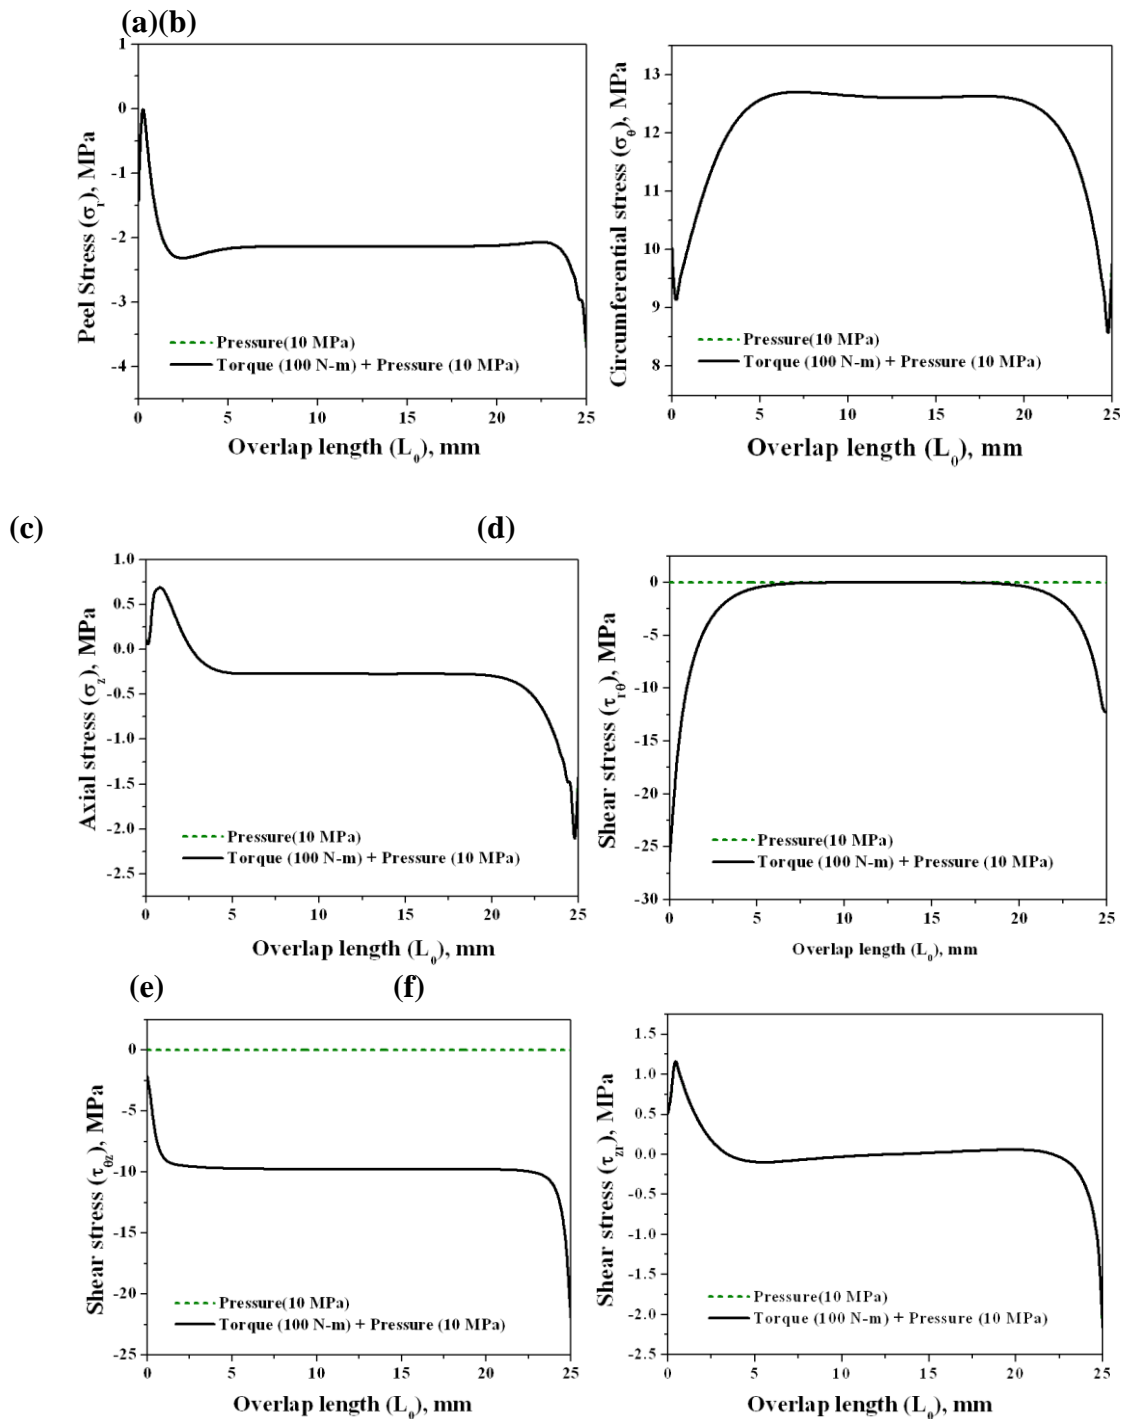 (a)(b)
Peel Stress (σr), MPa
1
0
-1
-2
-3
-4
Pressure(10 MPa)
Torque (100 N-m) + Pressure (10 MPa)
0 5 10 15 20 25
Overlap length (L0), mm
Circumferential stress (σθ), MPa
13
12
11
10
9
8
Pressure(10 MPa)
Torque (100 N-m) + Pressure (10 MPa)
0 5 10 15 20 25
Overlap length (L0), mm
(c) (d)
Axial stress (σz), MPa
1.0
0.5
0.0
-0.5
-1.0
-1.5
-2.0
-2.5
Pressure(10 MPa)
Torque (100 N-m) + Pressure (10 MPa)
0 5 10 15 20 25
Overlap length (L0), mm
Shear stress (τrθ), MPa
0
-5
-10
-15
-20
-25
-30
Pressure(10 MPa)
Torque (100 N-m) + Pressure (10 MPa)
0 5 10 15 20 25
Overlap length (L0), mm
(e) (f)
Shear stress (τθz), MPa
0
-5
-10
-15
-20
-25
Pressure(10 MPa)
Torque (100 N-m) + Pressure (10 MPa)
0 5 10 15 20 25
Overlap length (L0), mm
Shear stress (τzr), MPa
1.5
1.0
0.5
0.0
-0.5
-1.0
-1.5
-2.0
-2.5
Pressure(10 MPa)
Torque (100 N-m) + Pressure (10 MPa)
0 5 10 15 20 25
Overlap length (L0), mm